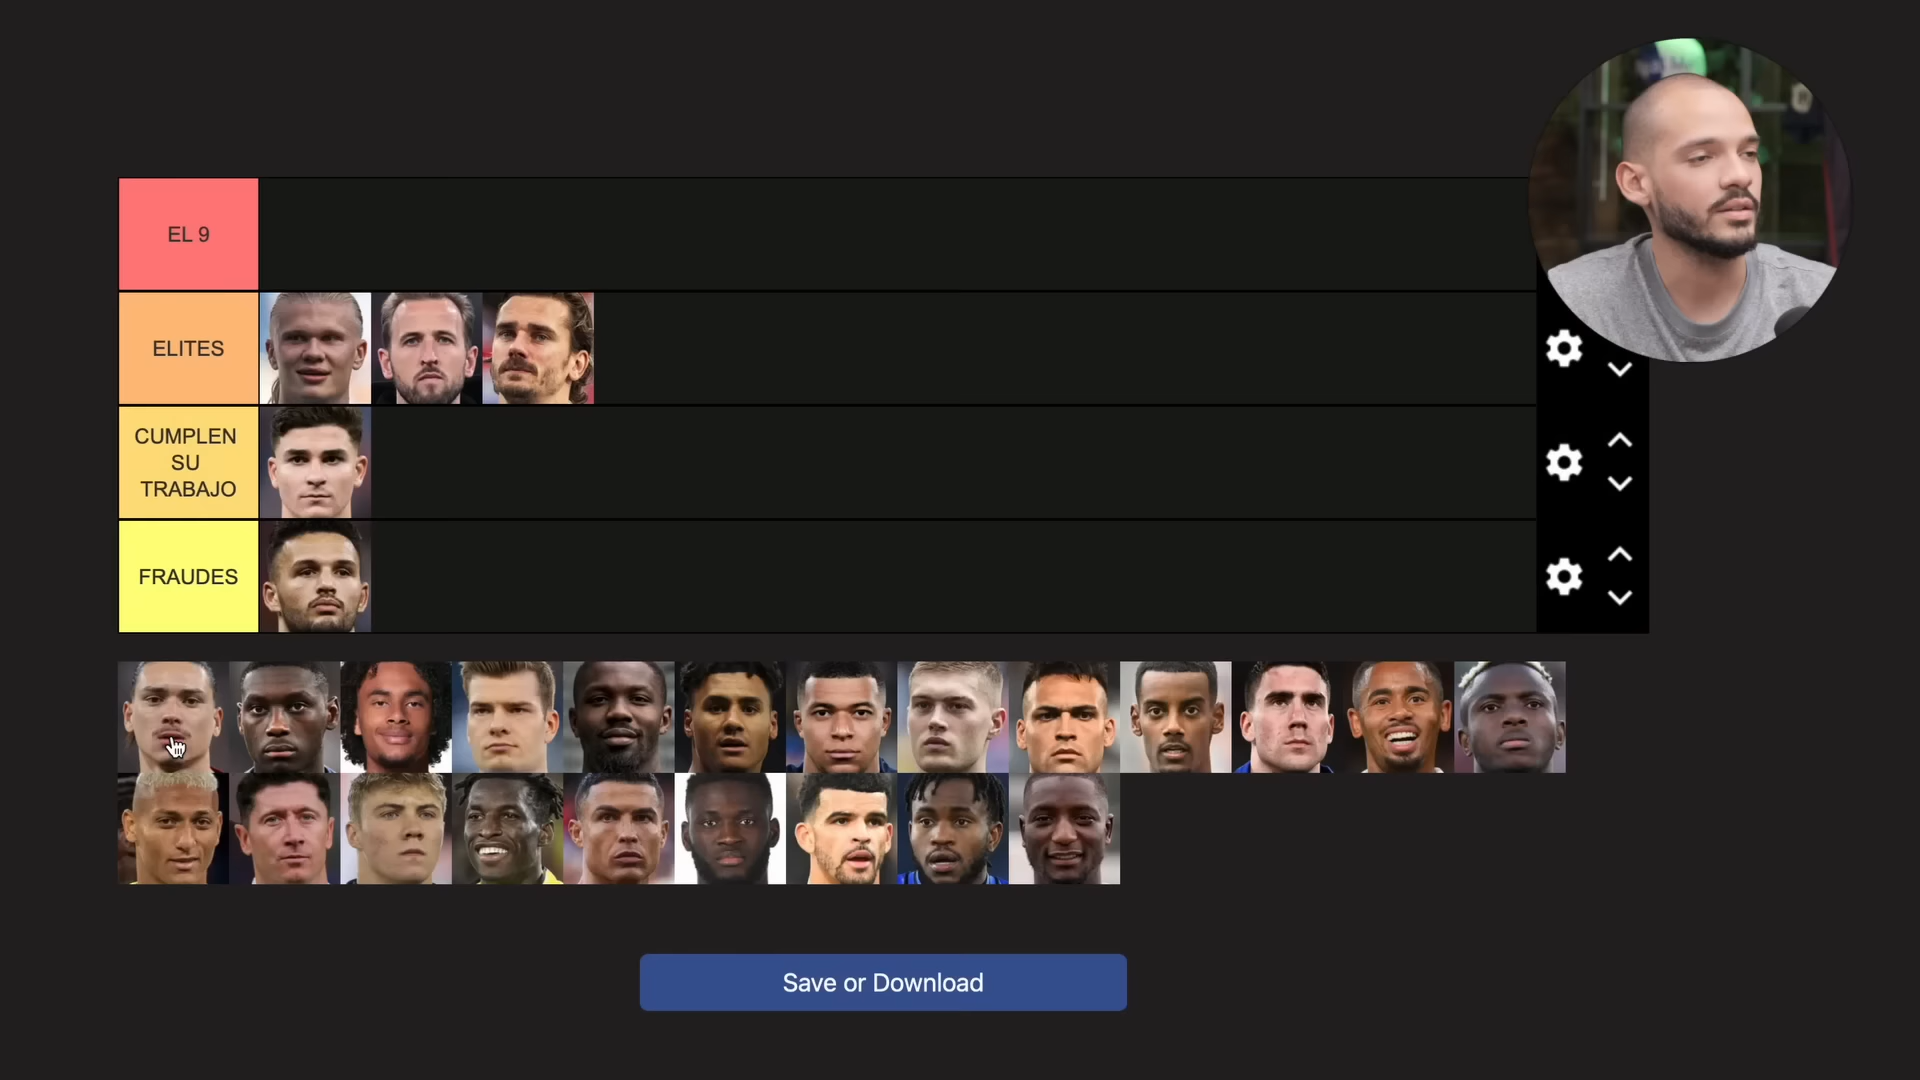 EL 9
ELITES
CUMPLEN
SU
TRABAJO
FRAUDES
Save or Download